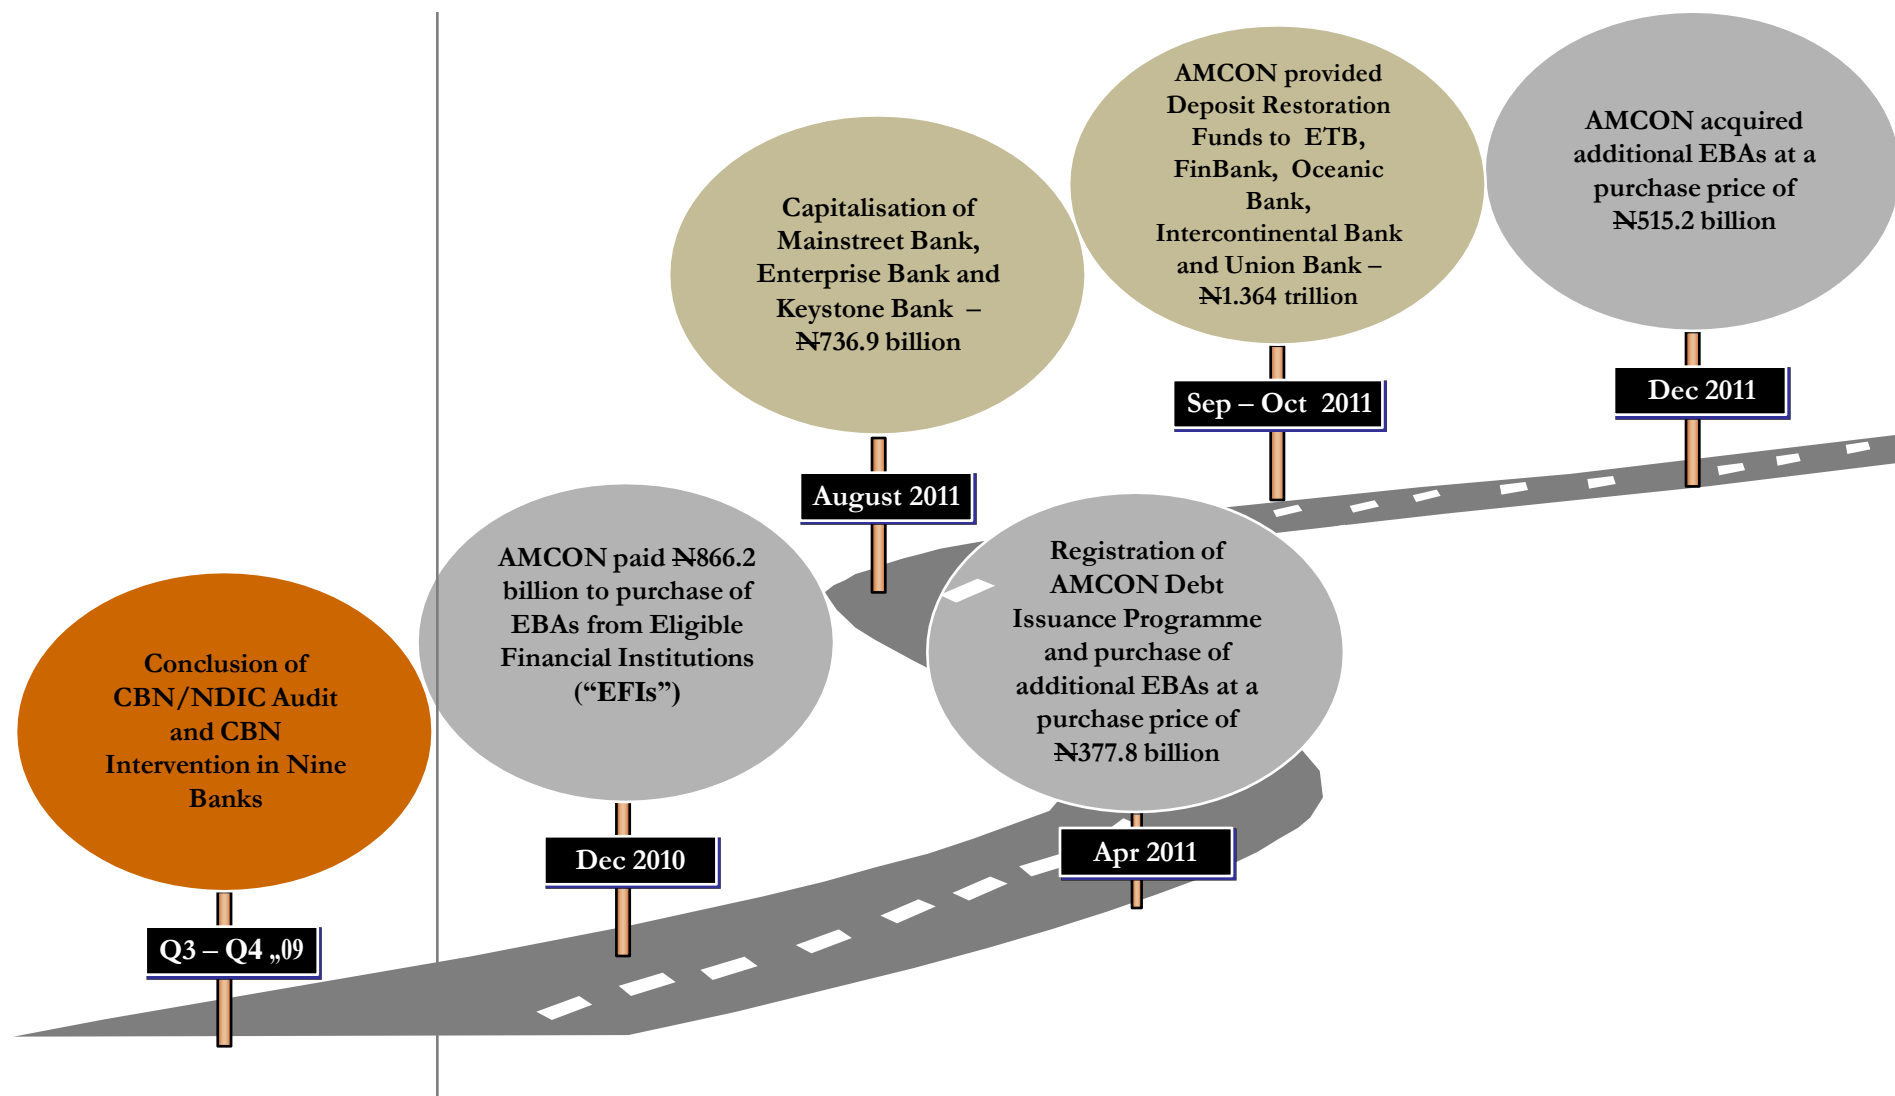 Conclusion of
CBN/NDIC Audit
and CBN
Intervention in Nine
Banks
Q3 – Q4 „09
AMCON paid ₦866.2
billion to purchase of
EBAs from Eligible
Financial Institutions
(“EFIs”)
Dec 2010
Registration of
AMCON Debt
Issuance Programme
and purchase of
additional EBAs at a
purchase price of
₦377.8 billion
Apr 2011
Capitalisation of
Mainstreet Bank,
Enterprise Bank and
Keystone Bank –
₦736.9 billion
August 2011
AMCON provided
Deposit Restoration
Funds to ETB,
FinBank, Oceanic
Bank,
Intercontinental Bank
and Union Bank –
₦1.364 trillion
Sep – Oct 2011
AMCON acquired
additional EBAs at a
purchase price of
₦515.2 billion
Dec 2011